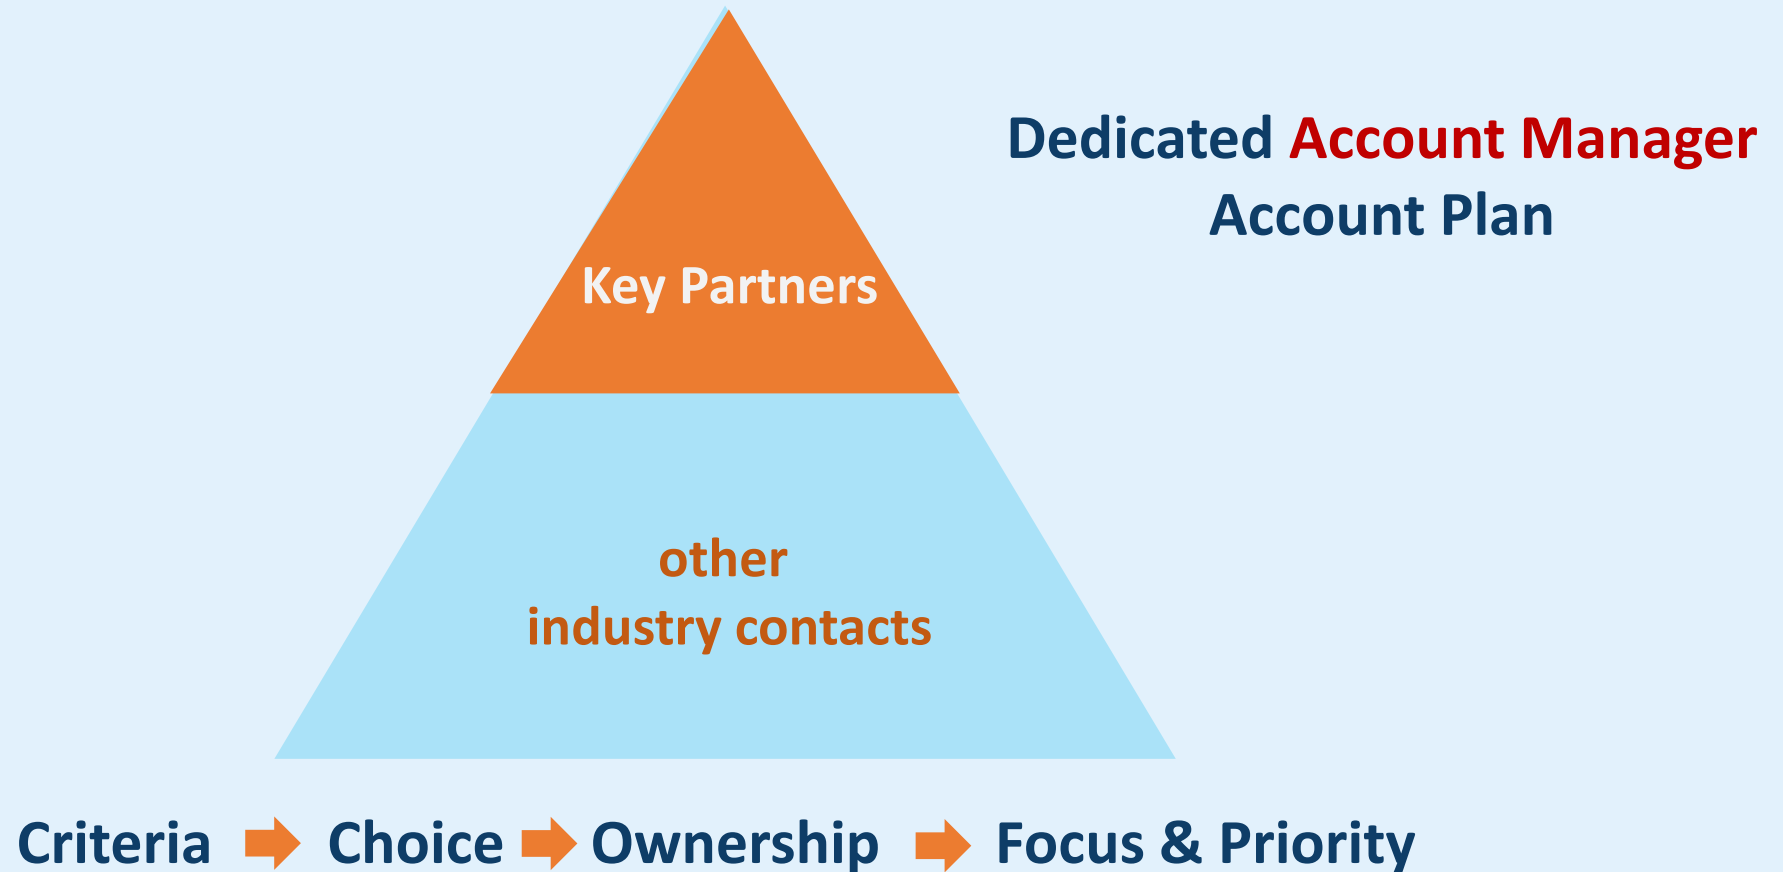 Dedicated Account Manager
Account Plan
Key Partners
other
industry contacts
Criteria Choice Ownership Focus & Priority